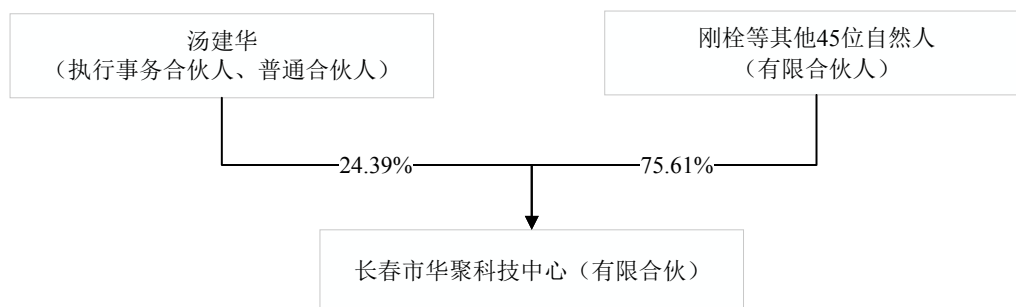 汤建华
（执行事务合伙人、普通合伙人）
刚栓等其他45位自然人
（有限合伙人）
24.39%
75.61%
长春市华聚科技中心（有限合伙）